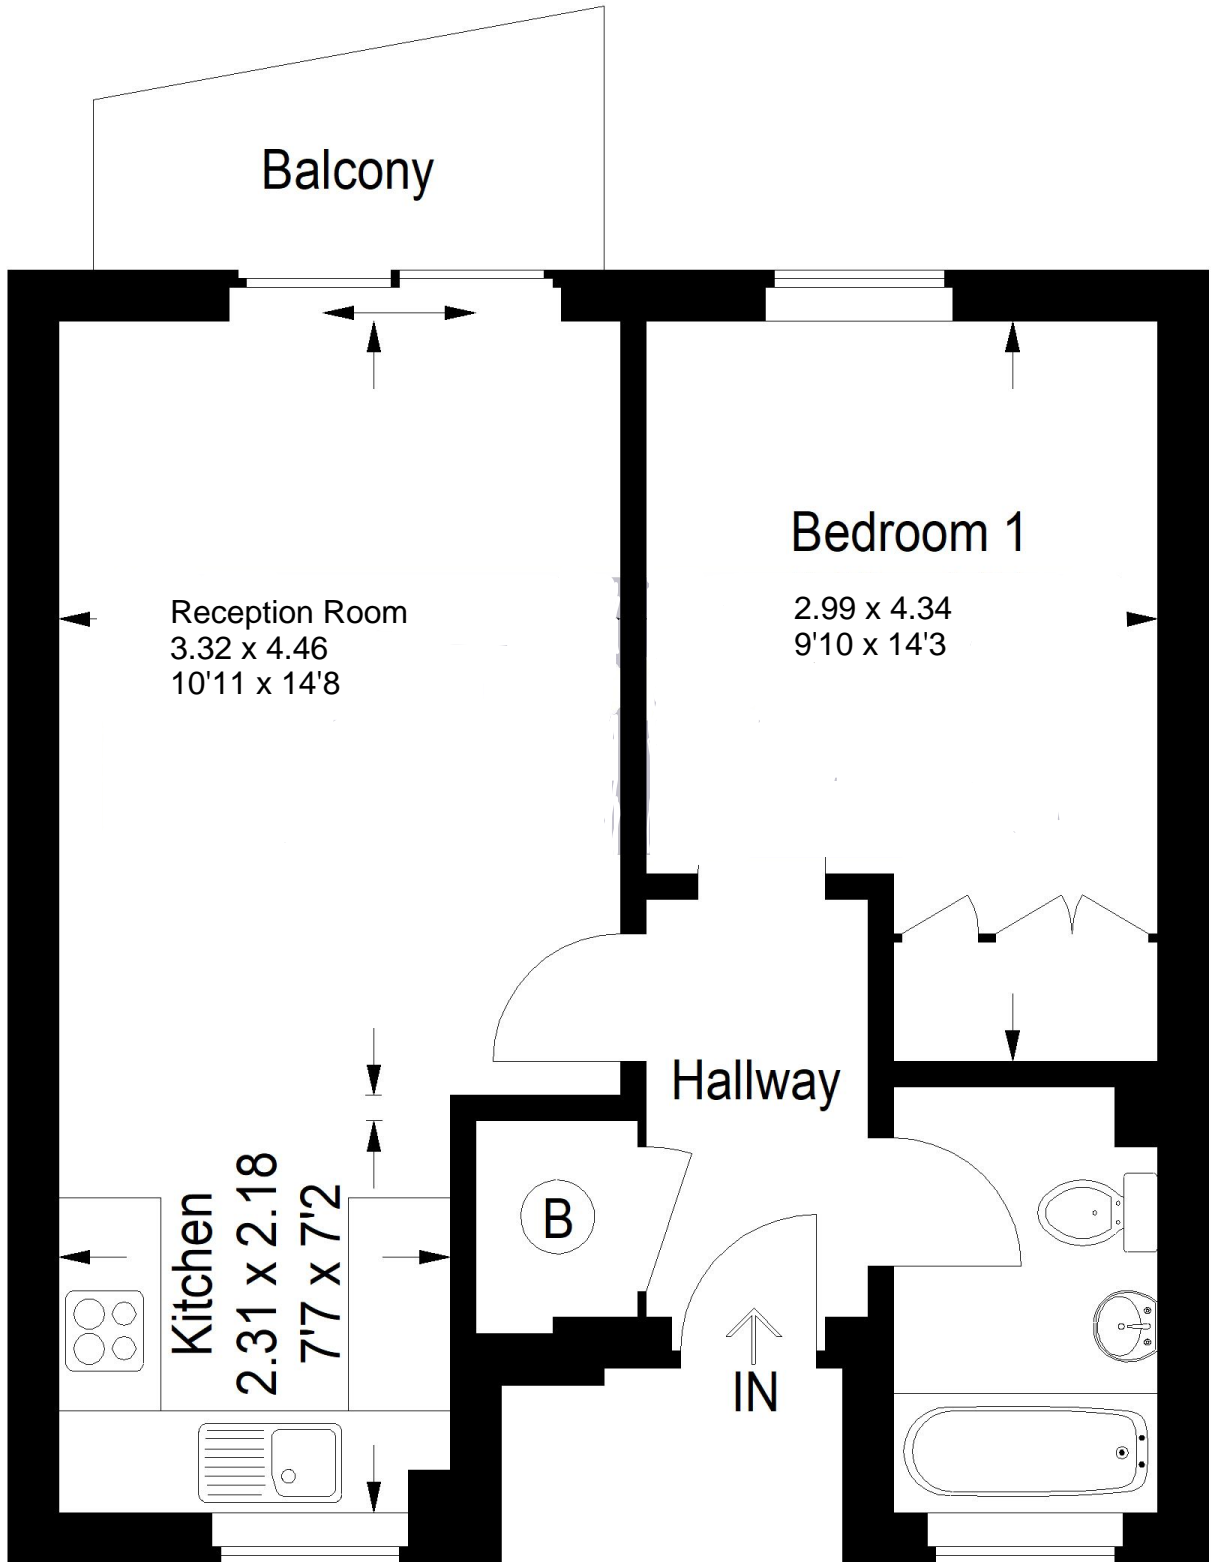 Balcony
Bedroom 1
2.99 x 4.34
9'10 x 14'3
Reception Room
3.32 x 4.46
10'11 x 14'8
Hallway
Kitchen
2.31 x 2.18
7'7 x 7'2
B
IN